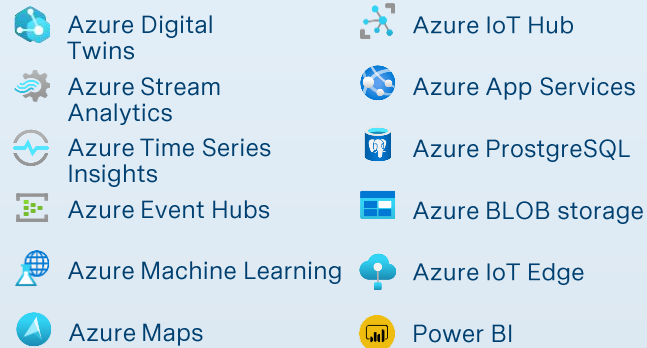 Azure Digital
Twins
Azure Stream
Analytics
Azure Time Series
Insights
Azure Event Hubs
Azure Machine Learning
Azure Maps
Azure IoT Hub
Azure App Services
Azure ProstgreSQL
Azure BLOB storage
Azure IoT Edge
Power BI